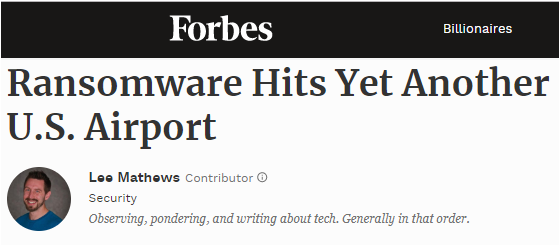 Forbes
Billionaires
Ransomware Hits Yet Another
U.S. Airport
Lee Mathews Contributor
Security
Observing, pondering, and writing about tech. Generally in that order.